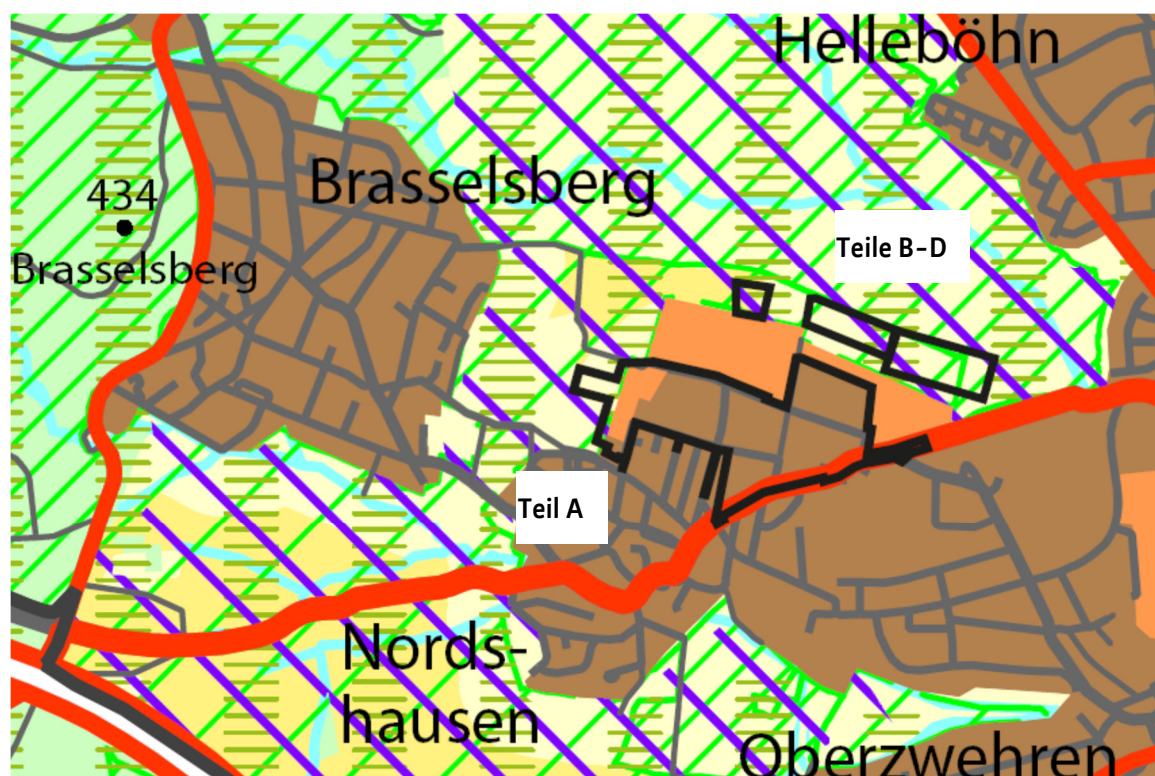 Helleböhn
Brasselsberg
434
Teile B-D
Brasselsberg
Teil A
Nords-
hausen
Oberzwehren